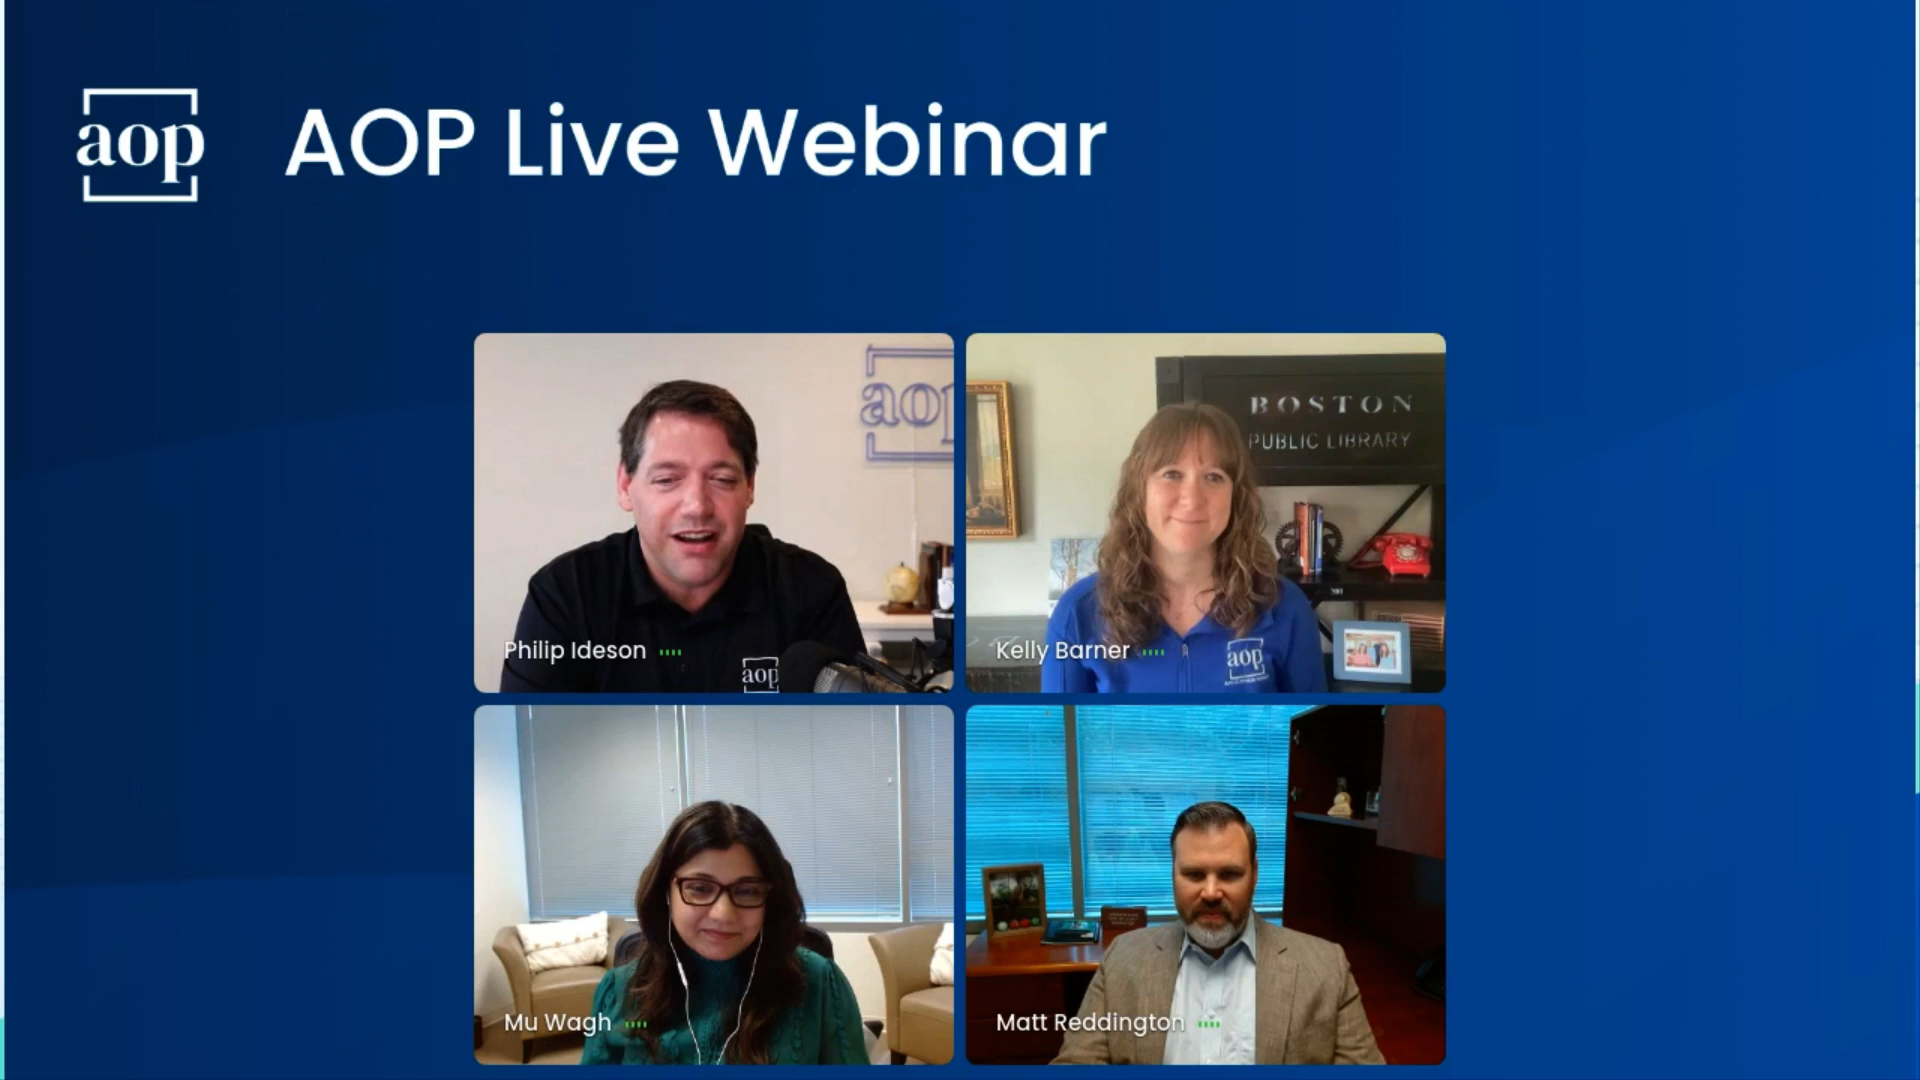 aop
AOP Live Webinar
aop
BOSTON
PUBLIC LIBRARY
Philip Ideson
aop
Kelly Barner
aop
Mu Wagh
Matt Reddington